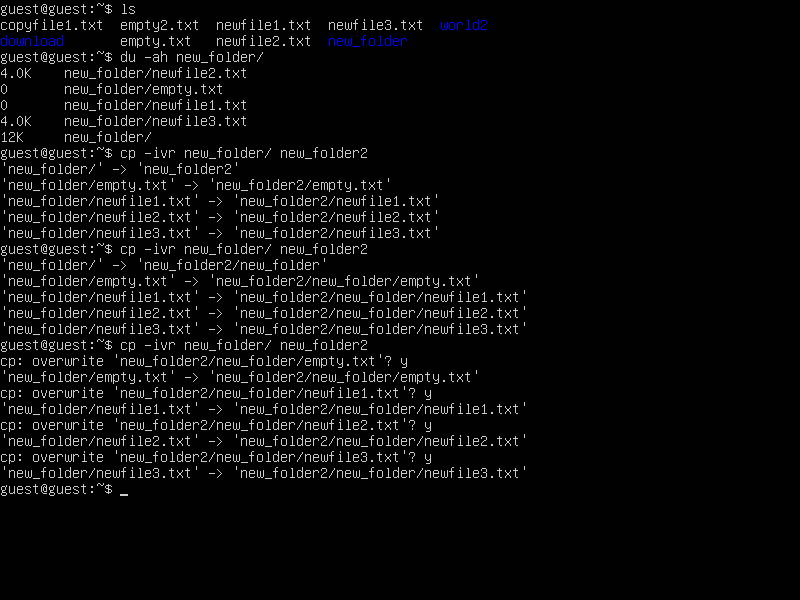 guest@guest:~$ ls
copyfile1.txt  empty2.txt  newfile1.txt  newfile3.txt  world2
download       empty.txt   newfile2.txt  new_folder
guest@guest:~$ du -ah new_folder/
4.0K    new_folder/newfile2.txt
0       new_folder/empty.txt
0       new_folder/newfile1.txt
4.0K    new_folder/newfile3.txt
12K     new_folder/
guest@guest:~$ cp -ivr new_folder/ new_folder2
'new_folder/' -> 'new_folder2'
'new_folder/empty.txt' -> 'new_folder2/empty.txt'
'new_folder/newfile1.txt' -> 'new_folder2/newfile1.txt'
'new_folder/newfile2.txt' -> 'new_folder2/newfile2.txt'
'new_folder/newfile3.txt' -> 'new_folder2/newfile3.txt'
guest@guest:~$ cp -ivr new_folder/ new_folder2
'new_folder/' -> 'new_folder2/new_folder'
'new_folder/empty.txt' -> 'new_folder2/new_folder/empty.txt'
'new_folder/newfile1.txt' -> 'new_folder2/new_folder/newfile1.txt'
'new_folder/newfile2.txt' -> 'new_folder2/new_folder/newfile2.txt'
'new_folder/newfile3.txt' -> 'new_folder2/new_folder/newfile3.txt'
guest@guest:~$ cp -ivr new_folder/ new_folder2
cp: overwrite 'new_folder2/new_folder/empty.txt'? y
'new_folder/empty.txt' -> 'new_folder2/new_folder/empty.txt'
cp: overwrite 'new_folder2/new_folder/newfile1.txt'? y
'new_folder/newfile1.txt' -> 'new_folder2/new_folder/newfile1.txt'
cp: overwrite 'new_folder2/new_folder/newfile2.txt'? y
'new_folder/newfile2.txt' -> 'new_folder2/new_folder/newfile2.txt'
cp: overwrite 'new_folder2/new_folder/newfile3.txt'? y
'new_folder/newfile3.txt' -> 'new_folder2/new_folder/newfile3.txt'
guest@guest:~$ _